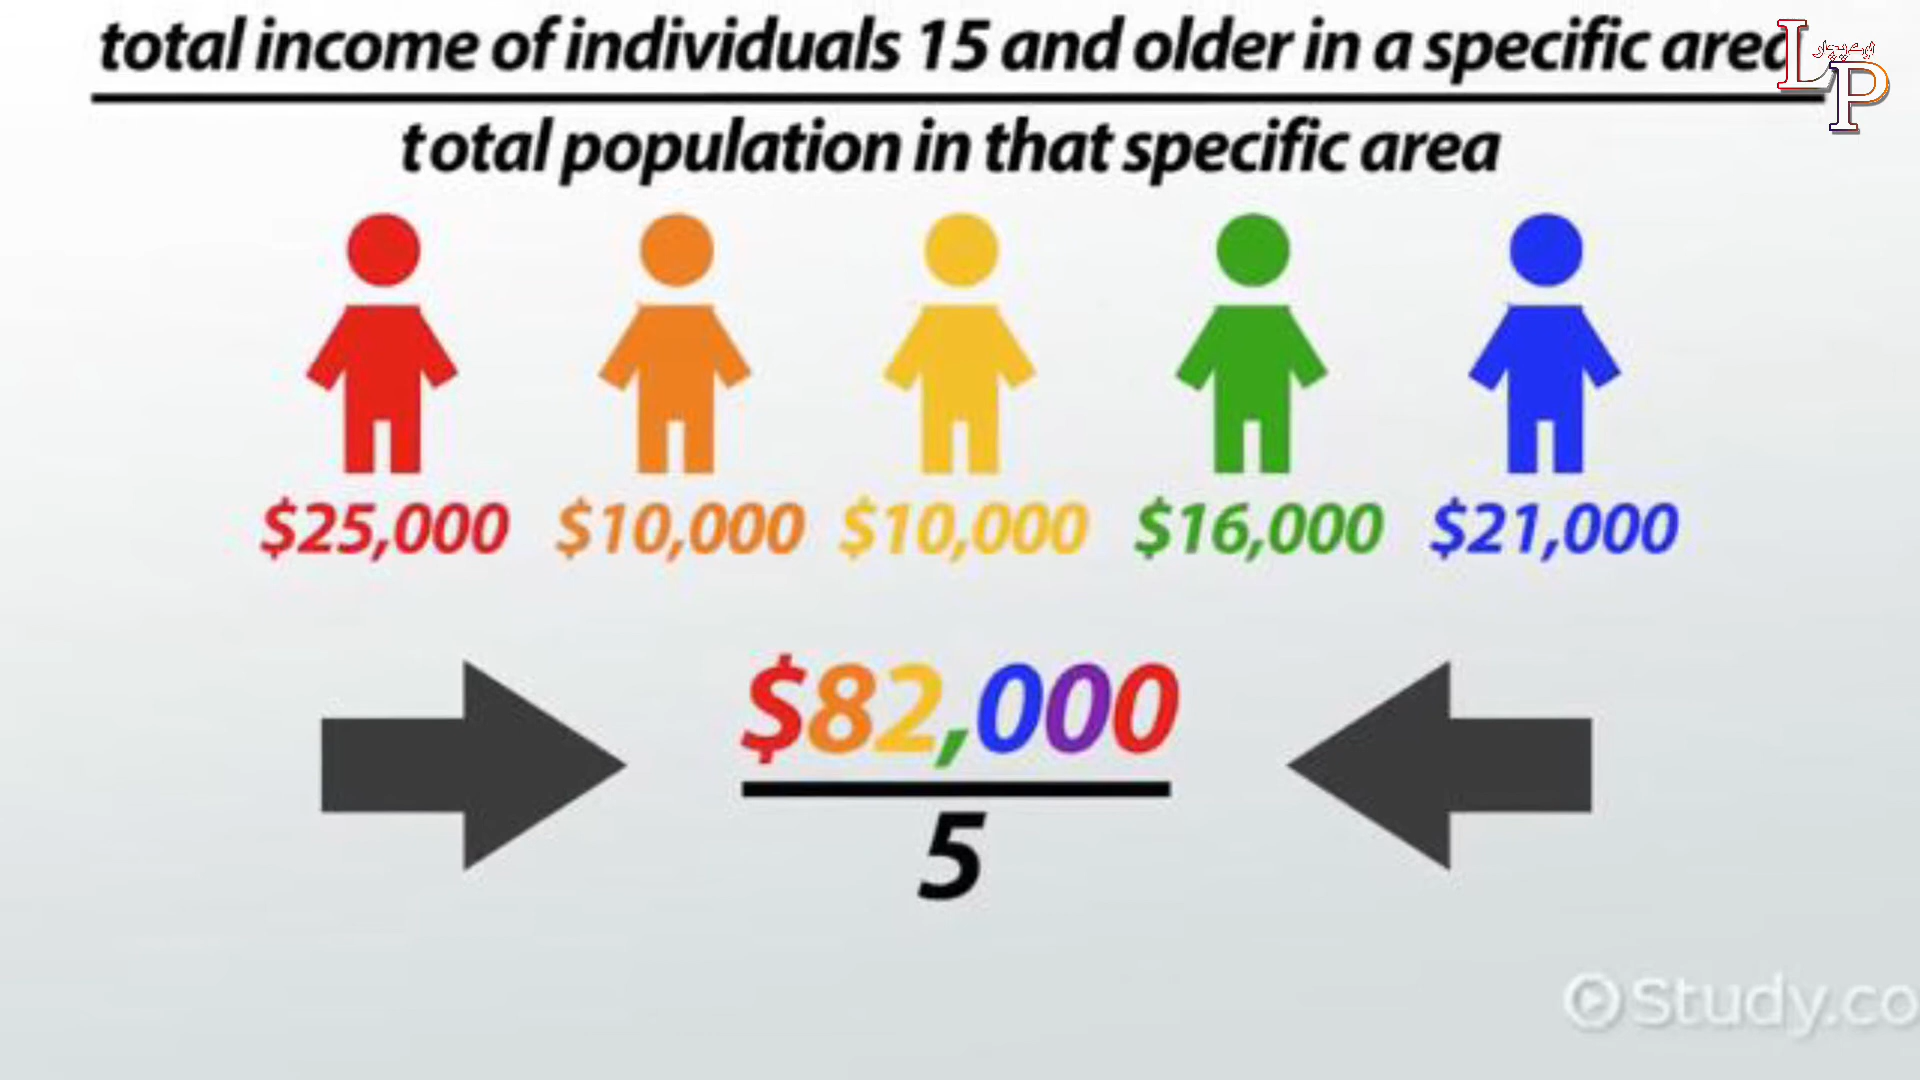 total income of individuals 15 and older in a specific area
total population in that specific area
$25,000 $10,000 $10,000 $16,000 $21,000
$82,000
5
LP
Study.co